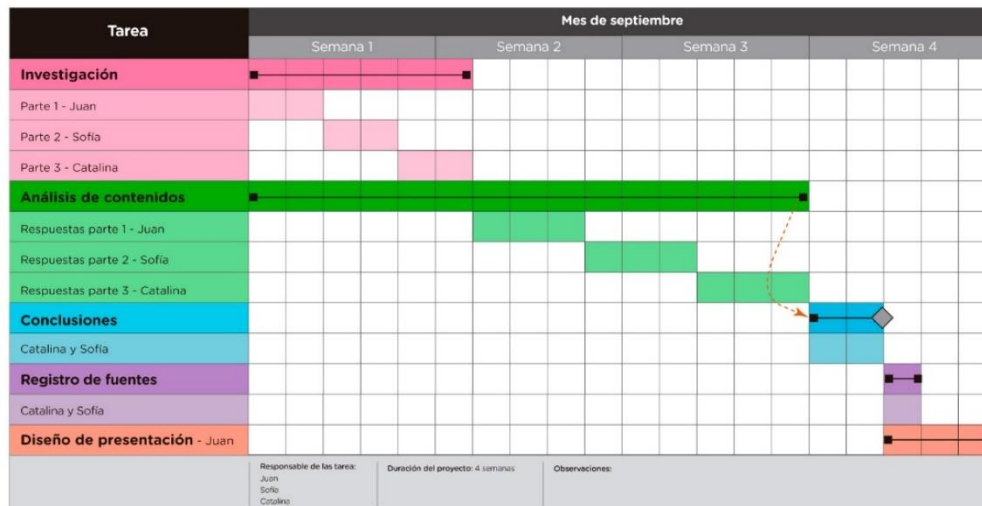 Tarea
Mes de septiembre
Semana 1
Semana 2
Semana 3
Semana 4
Investigación
Parte 1 - Juan
Parte 2 - Sofía
Parte 3 - Catalina
Análisis de contenidos
Respuestas parte 1 - Juan
Respuestas parte 2 - Sofía
Respuestas parte 3 - Catalina
Conclusiones
Catalina y Sofía
Registro de fuentes
Catalina y Sofía
Diseño de presentación - Juan
Responsable de las tarea:
Juan
Sofía
Catalina
Duración del proyecto: 4 semanas
Observaciones: